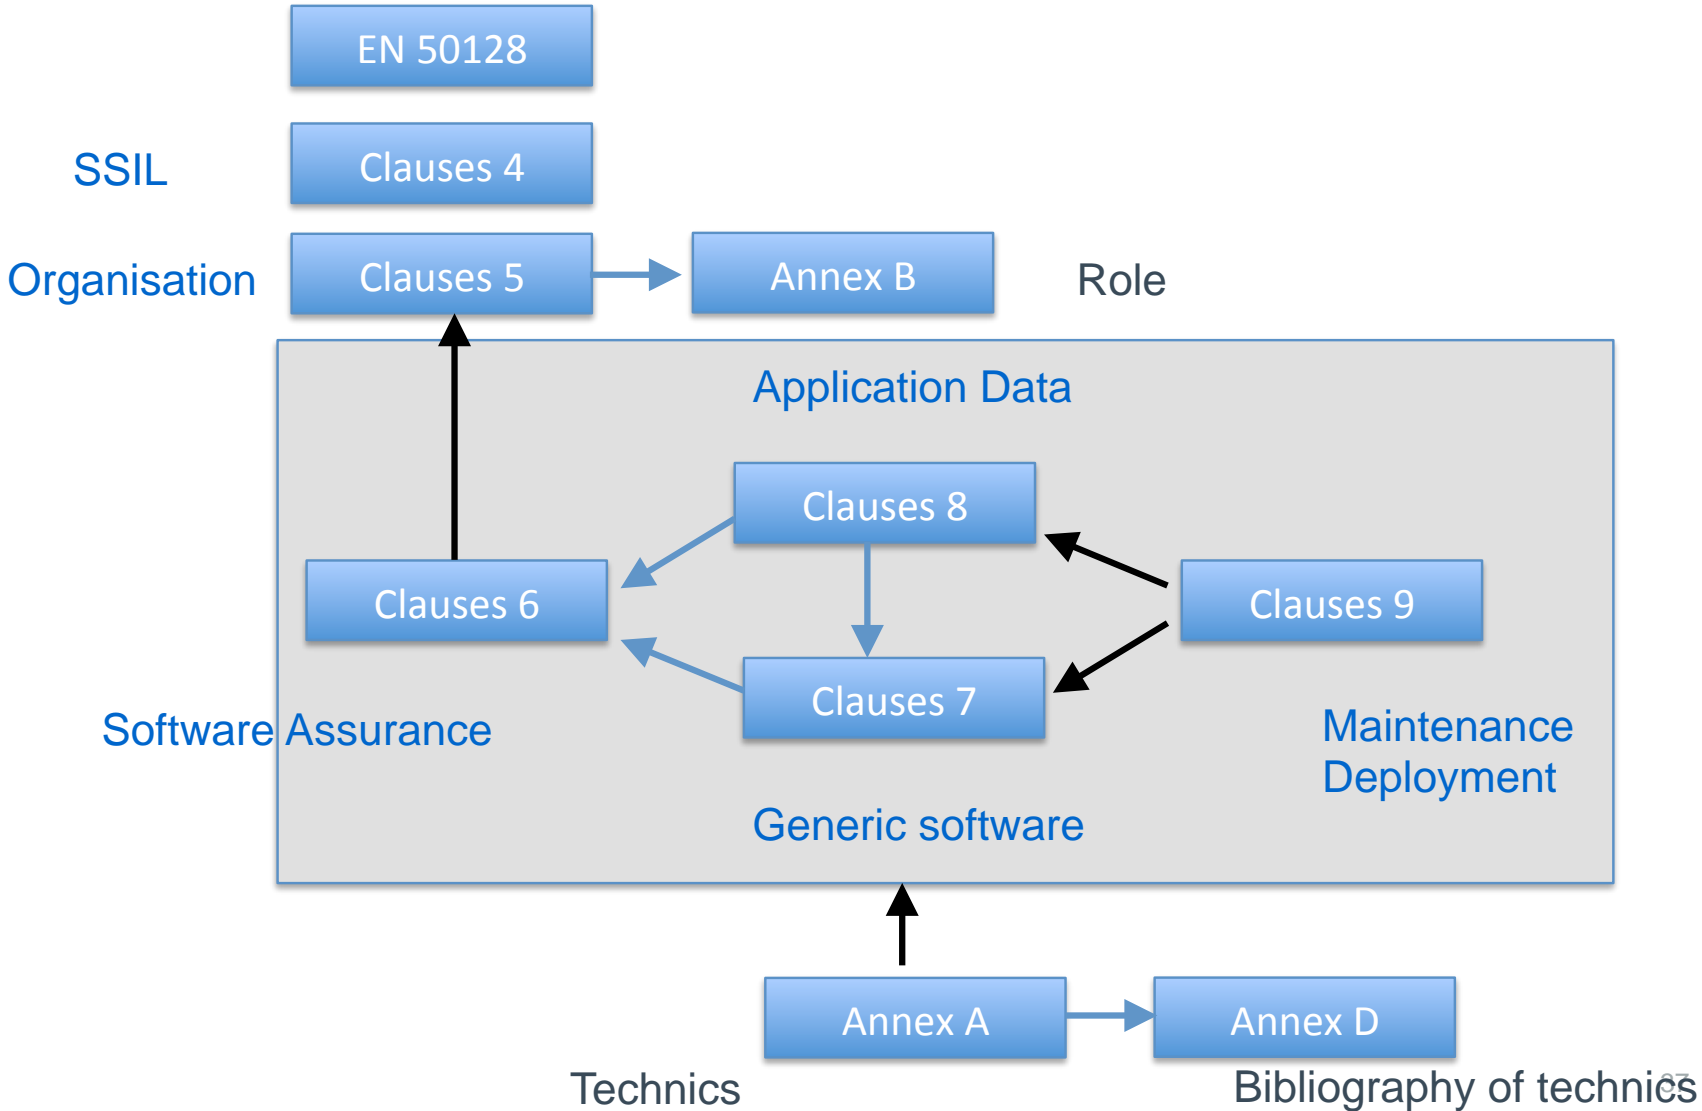 EN 50128
SSIL
Clauses 4
Organisation
Clauses 5
Annex B
Role
Application Data
Clauses 8
Clauses 6
Clauses 9
Clauses 7
Software Assurance
Maintenance
Deployment
Generic software
Annex A
Annex D
Technics
Bibliography of technics
37